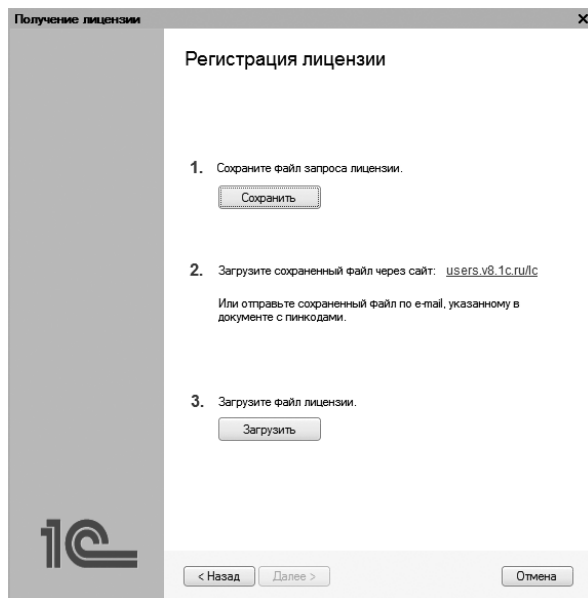 Получение лицензии
Регистрация лицензии
1. Сохраните файл запроса лицензии.
Сохранить
2. Загрузите сохраненный файл через сайт: users.v8.1c.ru/lc
Или отправьте сохраненный файл по e-mail, указанному в
документе с пинкодами.
3. Загрузите файл лицензии.
Загрузить
1С
< Назад Далее > Отмена